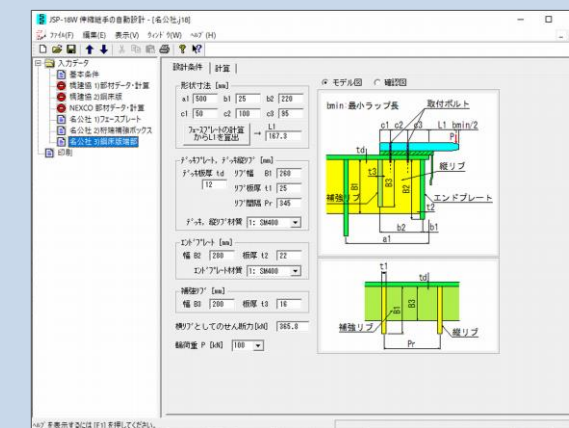 JSP-18W 伸縮継手の自動設計 - [名公社.j18]
ファイル(F) 編集(E) 表示(V) ウィンドウ(W) ヘルプ(H)
入力データ
基本条件
橋建協 1)部材データ・計算
橋建協 2)鋼床版
NEXCO 部材データ・計算
名公社 1)フェースプレート
名公社 2)桁端補強ボックス
名公社 3)鋼床版端部
印刷
設計条件 計算
形状寸法 [mm]
a1 500 b1 25 b2 220
c1 50 c2 100 c3 95
フェースプレートの計算からL1を算出 → L1 167.3
デッキプレート、デッキ縦リブ [mm]
デッキ板厚 td リブ幅 B1 260
12 リブ板厚 t1 25
リブ間隔 Pr 345
デッキ、縦リブ材質 1: SM400
エンドプレート [mm]
幅 B2 280 板厚 t2 22
エンドプレート材質 1: SM400
補強リブ [mm]
幅 B3 200 板厚 t3 16
横リブとしてのせん断力[kN] 365.0
輪荷重 P [kN] 100
モデル図 確認図
bmin:最小ラップ長 取付ボルト
c1 c2 c3 L1 bmin/2
P
td
縦リブ
t3
B1 B3 B2
補強リブ
エンドプレート
t2
b2 b1
a1
t1
td
B1 B3
補強リブ
縦リブ
Pr
ヘルプを表示するには [F1] を押してください。